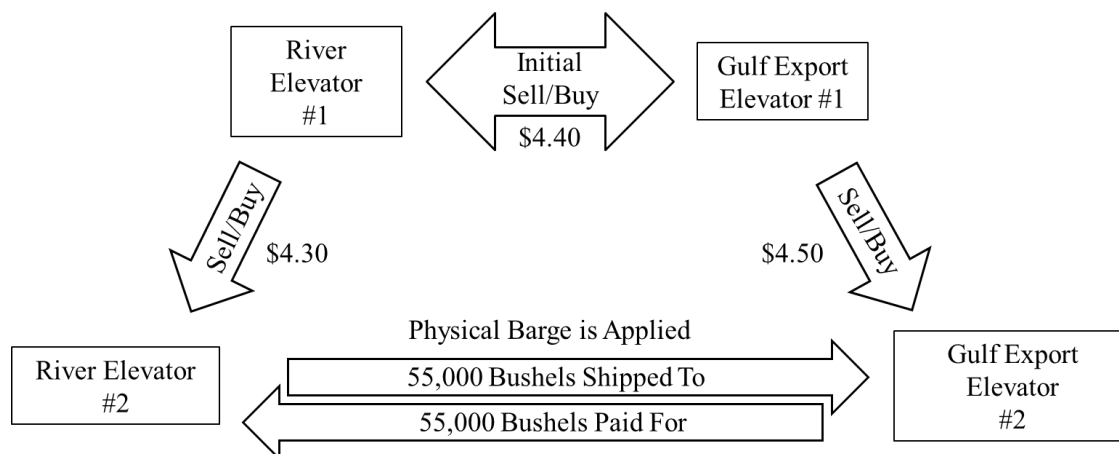 River
Elevator
#1
Initial
Sell/Buy
$4.40
Gulf Export
Elevator #1
Sell/Buy
$4.30
$4.50
Sell/Buy
Physical Barge is Applied
River Elevator
#2
55,000 Bushels Shipped To
55,000 Bushels Paid For
Gulf Export
Elevator
#2